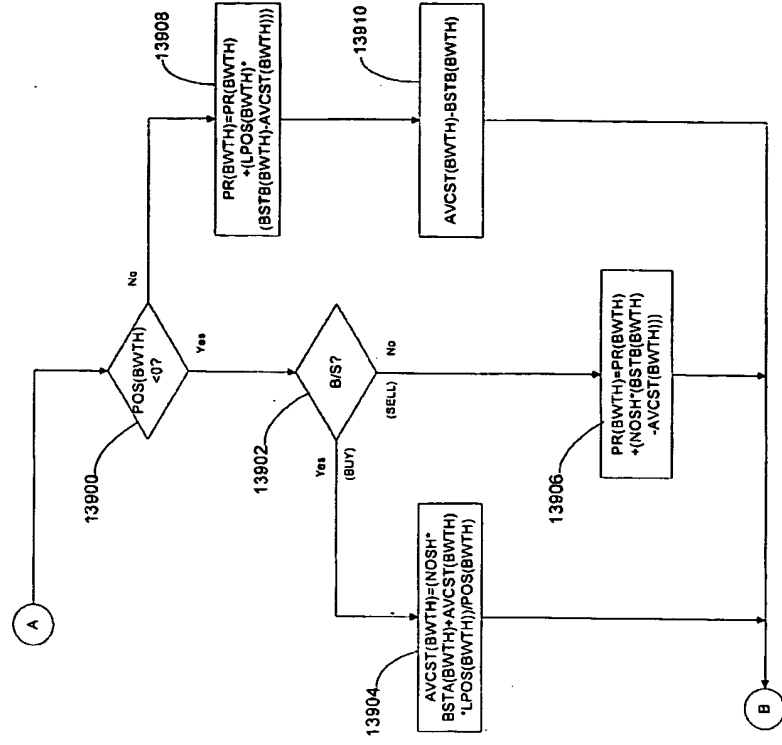 A
13900
POS(BWTH)
<0?
No
Yes
13908
PR(BWTH)=PR(BWTH)
+(LPOS(BWTH)*
(BSTB(BWTH)-AVCST(BWTH)))
13902
B/S?
Yes
(BUY)
No
(SELL)
13910
AVCST(BWTH)-BSTB(BWTH)
13904
AVCST(BWTH)=(NOSH*
BSTA(BWTH)+AVCST(BWTH)
*LPOS(BWTH))/POS(BWTH)
13906
PR(BWTH)=PR(BWTH)
+(NOSH*(BSTB(BWTH)
-AVCST(BWTH)))
B